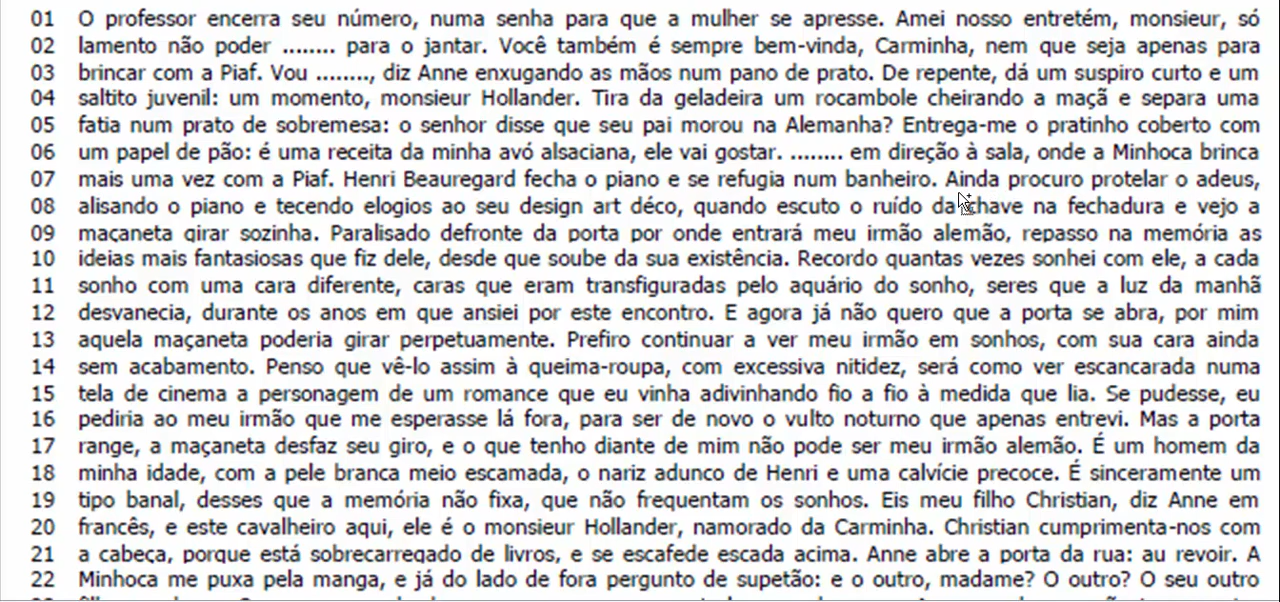 01 O professor encerra seu número, numa senha para que a mulher se apresse. Amei nosso entretém, monsieur, só
02 lamento não poder ........ para o jantar. Você também é sempre bem-vinda, Carminha, nem que seja apenas para
03 brincar com a Piaf. Vou ........, diz Anne enxugando as mãos num pano de prato. De repente, dá um suspiro curto e um
04 saltito juvenil: um momento, monsieur Hollander. Tira da geladeira um rocambole cheirando a maçã e separa uma
05 fatia num prato de sobremesa: o senhor disse que seu pai morou na Alemanha? Entrega-me o pratinho coberto com
06 um papel de pão: é uma receita da minha avó alsaciana, ele vai gostar. ........ em direção à sala, onde a Minhoca brinca
07 mais uma vez com a Piaf. Henri Beauregard fecha o piano e se refugia num banheiro. Ainda procuro protelar o adeus,
08 alisando o piano e tecendo elogios ao seu design art déco, quando escuto o ruído da chave na fechadura e vejo a
09 maçaneta girar sozinha. Paralisado defronte da porta por onde entrará meu irmão alemão, repasso na memória as
10 ideias mais fantasiosas que fiz dele, desde que soube da sua existência. Recordo quantas vezes sonhei com ele, a cada
11 sonho com uma cara diferente, caras que eram transfiguradas pelo aquário do sonho, seres que a luz da manhã
12 desvanecia, durante os anos em que ansiei por este encontro. E agora já não quero que a porta se abra, por mim
13 aquela maçaneta poderia girar perpetuamente. Prefiro continuar a ver meu irmão em sonhos, com sua cara ainda
14 sem acabamento. Penso que vê-lo assim à queima-roupa, com excessiva nitidez, será como ver escancarada numa
15 tela de cinema a personagem de um romance que eu vinha adivinhando fio a fio à medida que lia. Se pudesse, eu
16 pediria ao meu irmão que me esperasse lá fora, para ser de novo o vulto noturno que apenas entrevi. Mas a porta
17 range, a maçaneta desfaz seu giro, e o que tenho diante de mim não pode ser meu irmão alemão. É um homem da
18 minha idade, com a pele branca meio escamada, o nariz adunco de Henri e uma calvície precoce. É sinceramente um
19 tipo banal, desses que a memória não fixa, que não frequentam os sonhos. Eis meu filho Christian, diz Anne em
20 francês, e este cavalheiro aqui, ele é o monsieur Hollander, namorado da Carminha. Christian cumprimenta-nos com
21 a cabeça, porque está sobrecarregado de livros, e se escafede escada acima. Anne abre a porta da rua: au revoir. A
22 Minhoca me puxa pela manga, e já do lado de fora pergunto de supetão: e o outro, madame? O outro? O seu outro